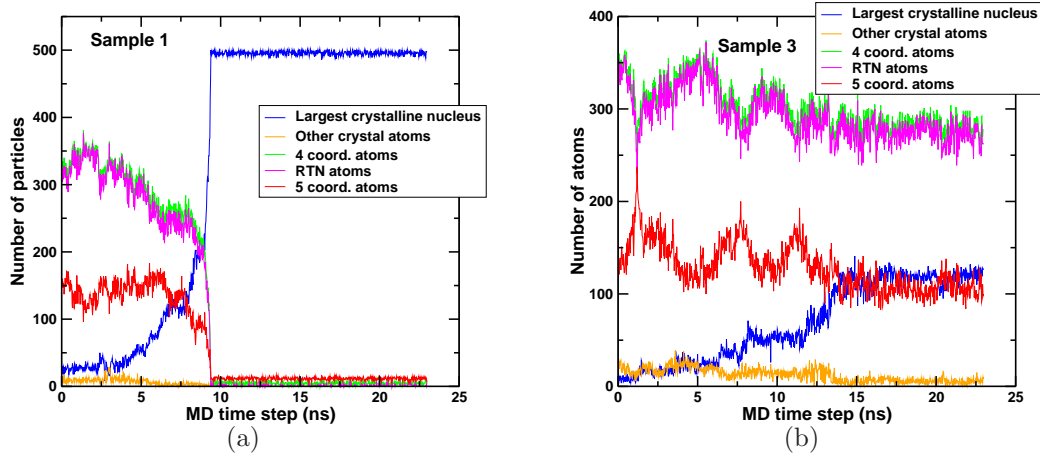 Sample 1
Number of particles
500
400
300
200
100
0
Largest crystalline nucleus
Other crystal atoms
4 coord. atoms
RTN atoms
5 coord. atoms
0 5 10 15 20 25
MD time step (ns)
(a)
Sample 3
Number of atoms
400
300
200
100
0
Largest crystalline nucleus
Other crystal atoms
4 coord. atoms
RTN atoms
5 coord. atoms
0 5 10 15 20 25
MD time step (ns)
(b)